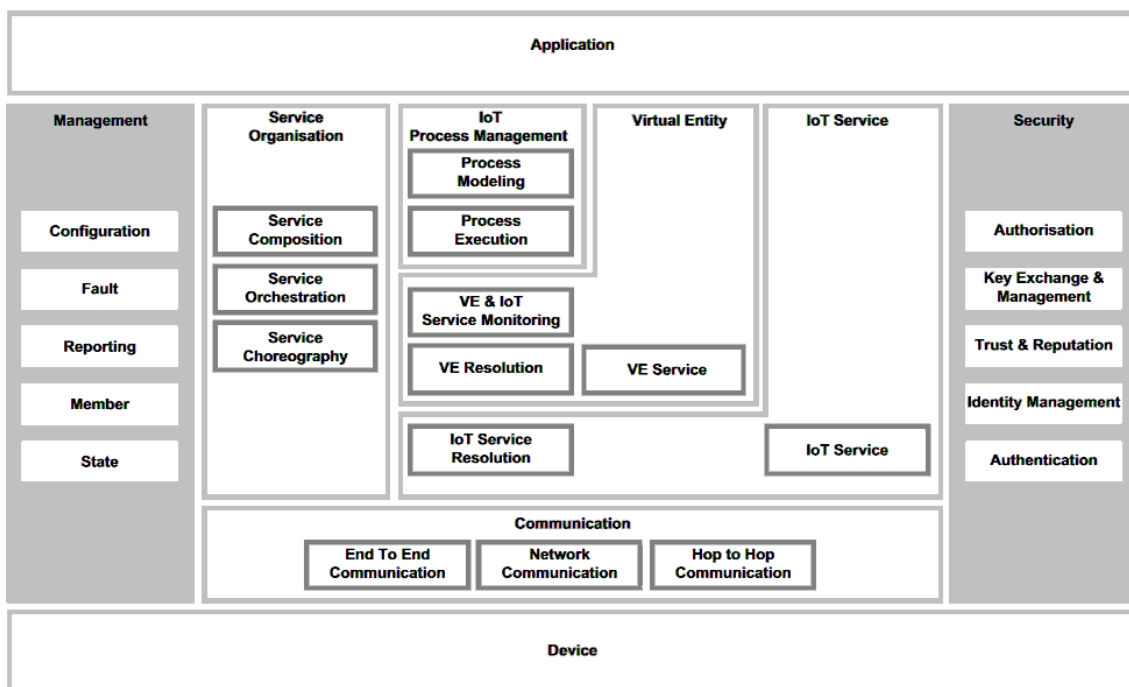 Application
Management
Configuration
Fault
Reporting
Member
State
Service
Organisation
Service
Composition
Service
Orchestration
Service
Choreography
IoT
Process Management
Process
Modeling
Process
Execution
Virtual Entity
VE & IoT
Service Monitoring
VE Resolution
VE Service
IoT Service
IoT Service
Resolution
IoT Service
Security
Authorisation
Key Exchange &
Management
Trust & Reputation
Identity Management
Authentication
Communication
End To End
Communication
Network
Communication
Hop to Hop
Communication
Device